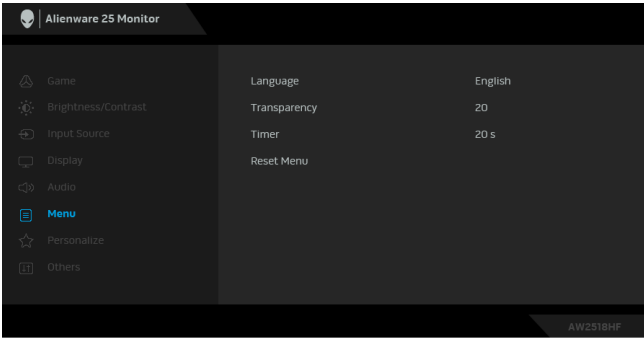 Alienware 25 Monitor
Game
Language English
Brightness/Contrast
Transparency 20
Input Source
Timer 20 s
Display
Reset Menu
Audio
Menu
Personalize
Others
AW2518HF